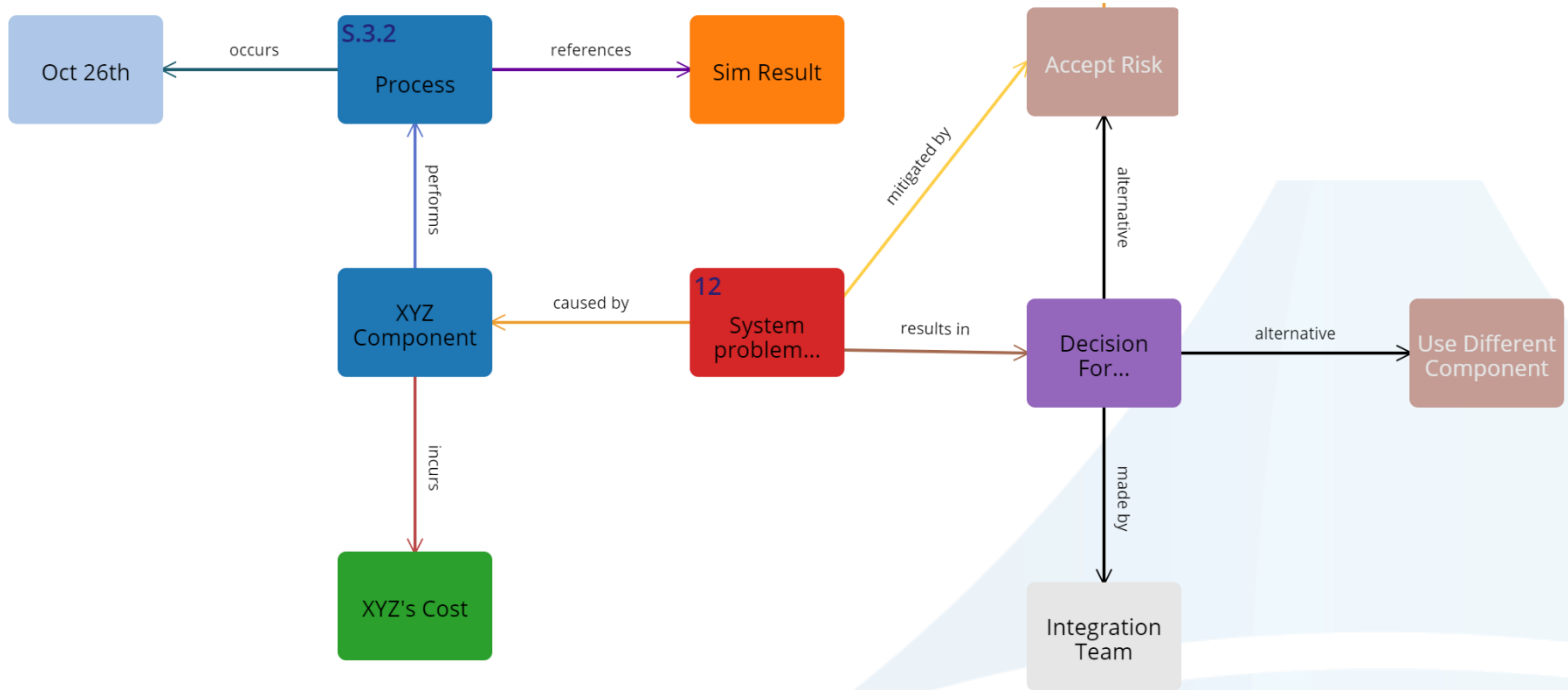 S.3.2
Oct 26th
occurs
Process
references
Sim Result
Accept Risk
performs
mitigated by
alternative
XYZ
Component
caused by
12
System
problem...
results in
Decision
For...
alternative
Use Different
Component
incurs
made by
XYZ's Cost
Integration
Team